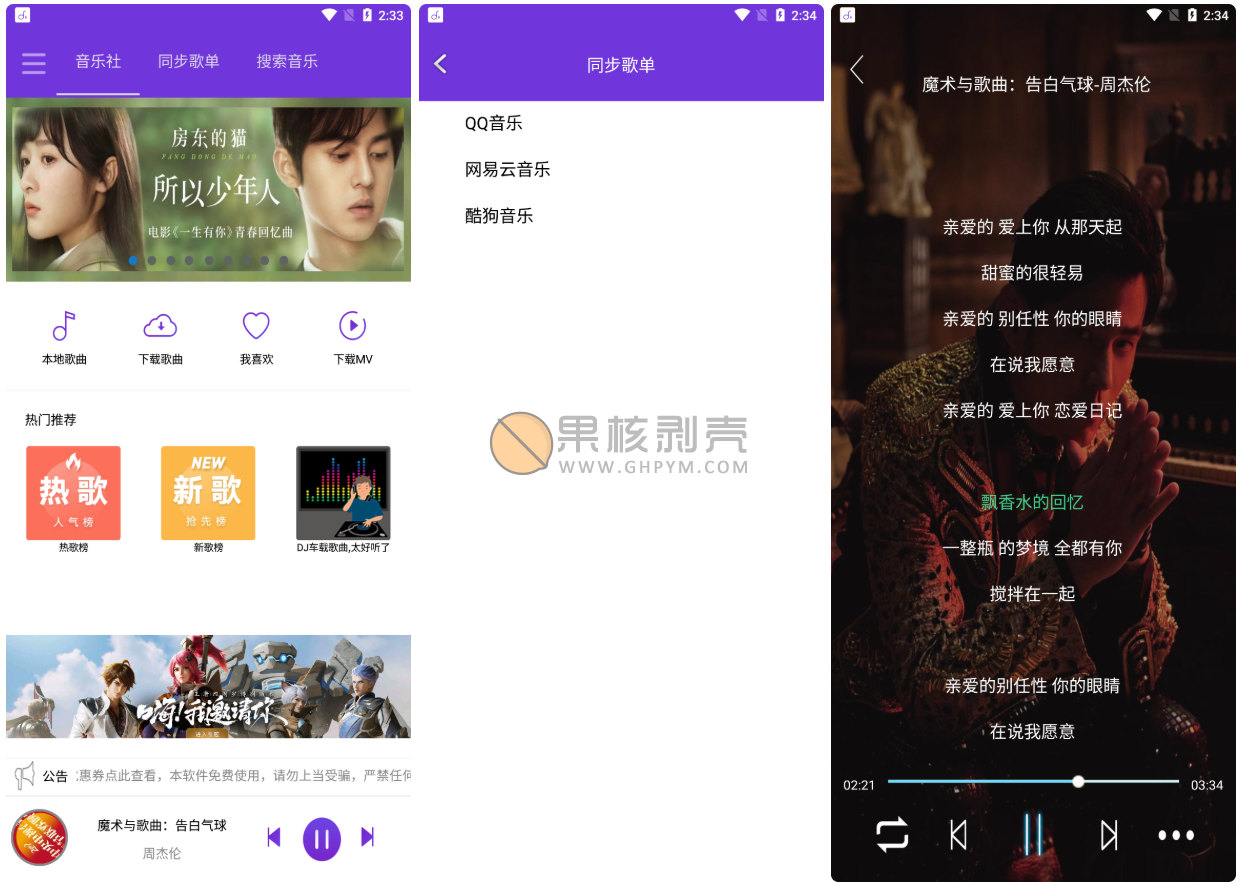 2:33
音乐社
同步歌单
搜索音乐
房东的猫
FANG DONG DE MAO
所以少年人
电影《一生有你》青春回忆曲
本地歌曲
下载歌曲
我喜欢
下载MV
热门推荐
热歌
人气榜
热歌榜
NEW
新歌
抢先榜
新歌榜
DJ车载歌曲,太好听了
嗨!我邀请你
进入专题
公告
惠券点此查看，本软件免费使用，请勿上当受骗，严禁任何
魔术与歌曲：告白气球
周杰伦
2:34
同步歌单
QQ音乐
网易云音乐
酷狗音乐
果核剥壳
WWW.GHPYM.COM
2:34
魔术与歌曲：告白气球-周杰伦
亲爱的 爱上你 从那天起
甜蜜的很轻易
亲爱的 别任性 你的眼睛
在说我愿意
亲爱的 爱上你 恋爱日记
飘香水的回忆
一整瓶 的梦境 全都有你
搅拌在一起
亲爱的别任性 你的眼睛
在说我愿意
02:21
03:34